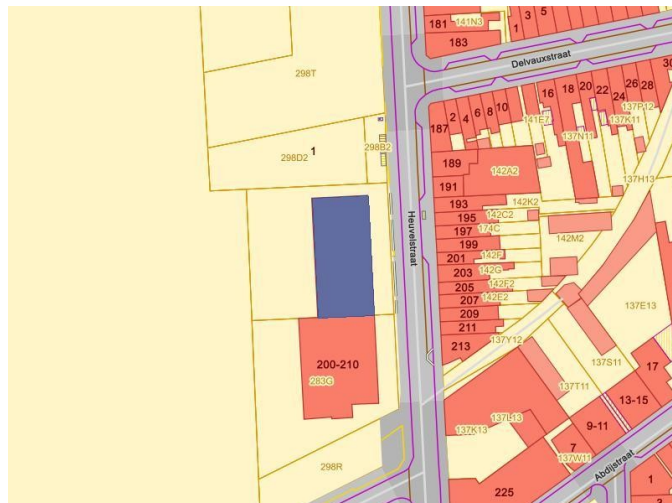 181
141N3
1
3
5
183
Delvauxstraat
298T
187
2
4
6
8
10
16
18
20
22
24
26
28
30
137P12
137K11
141E7
137N11
1
298D2
298B2
189
142A2
137H13
191
193
142K2
195
142C2
197
174C
199
142M2
201
142F
203
142G
205
142F2
207
142E2
209
211
213
Heuvelstraat
137Y12
137E13
137S11
137T11
200-210
283G
17
13-15
9-11
7
137L13
137K13
137W11
Abdijstraat
298R
225
1